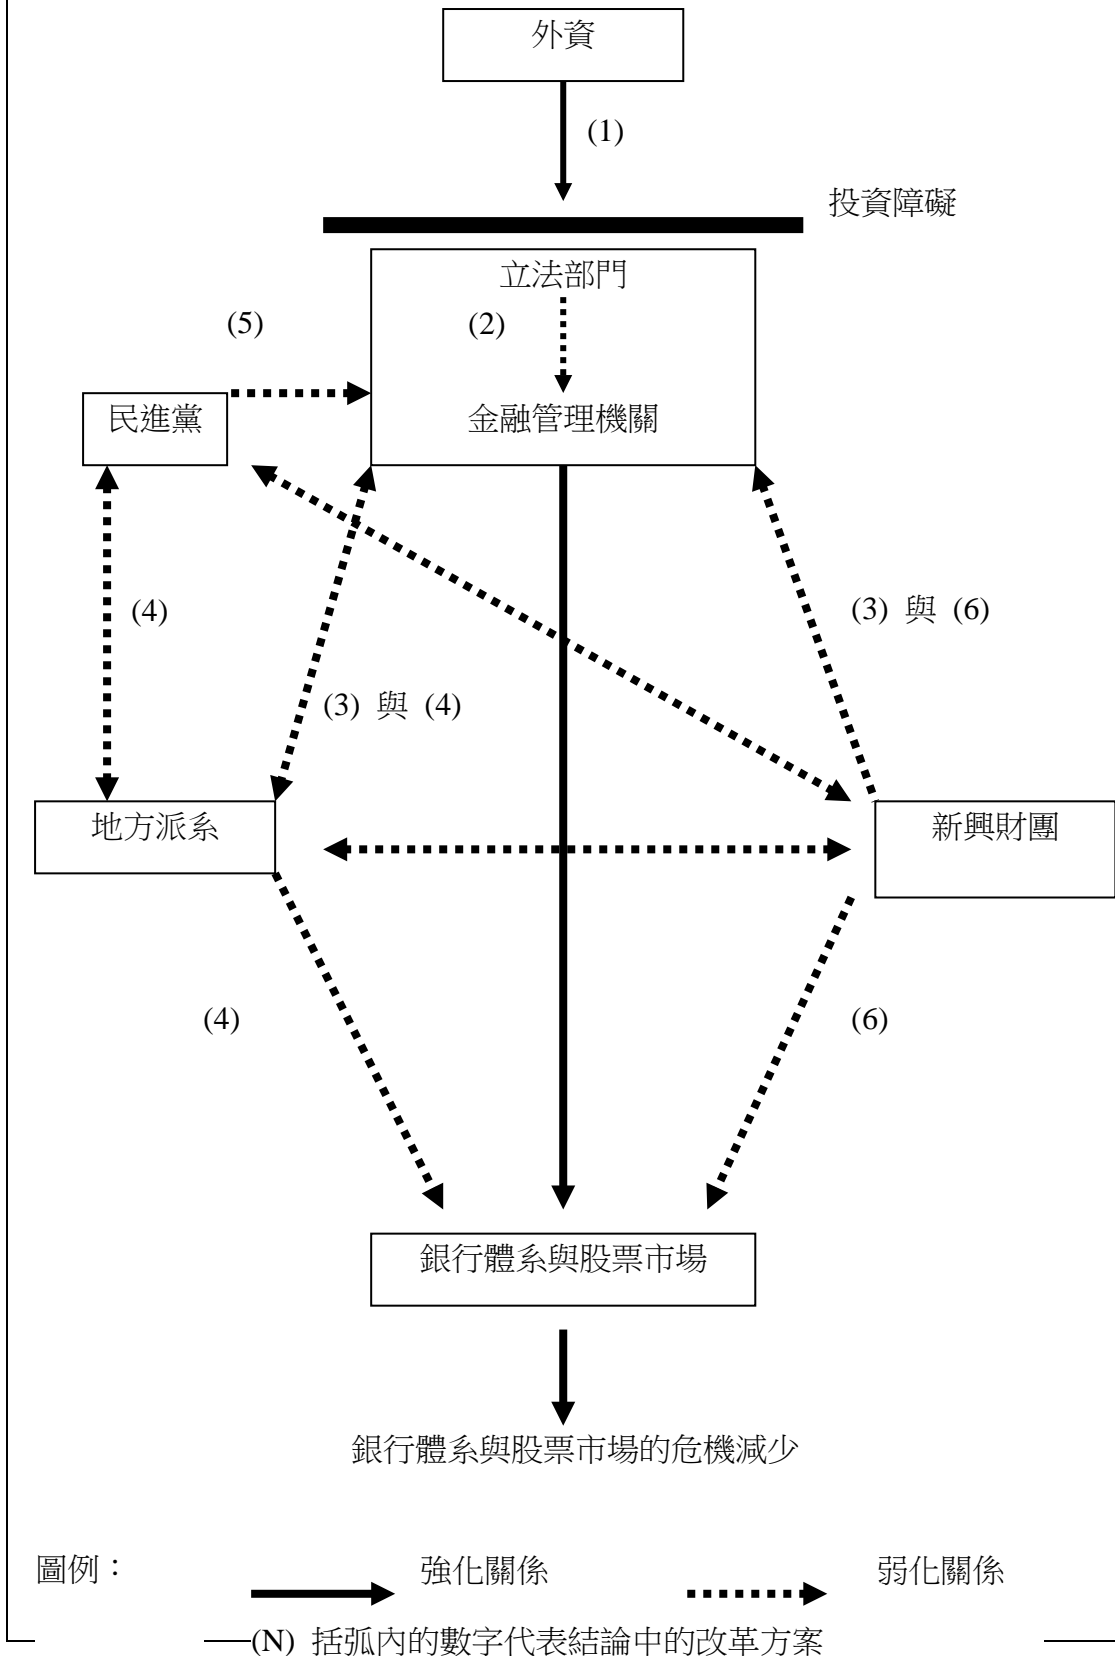 外資
(1)
投資障礙
立法部門
(5)
(2)
民進黨
金融管理機關
(4)
(3) 與 (6)
(3) 與 (4)
地方派系
新興財團
(4)
(6)
銀行體系與股票市場
銀行體系與股票市場的危機減少
圖例：
強化關係
弱化關係
(N) 括弧內的數字代表結論中的改革方案